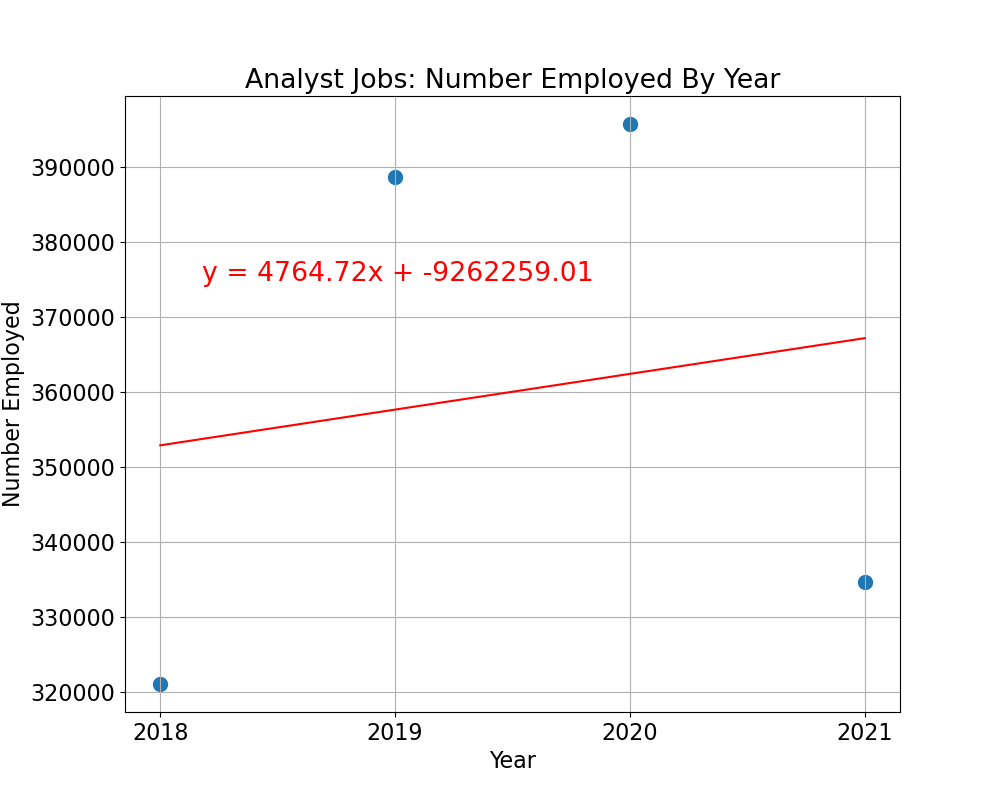 Analyst Jobs: Number Employed By Year
390000
380000
y = 4764.72x + -9262259.01
370000
360000
350000
340000
330000
320000
Number Employed
2018 2019 2020 2021
Year